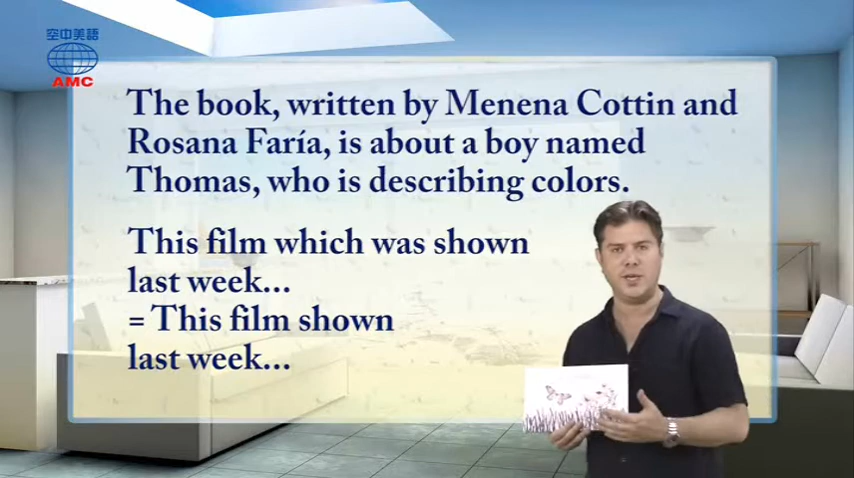 空中美語
AMC
The book, written by Menena Cottin and
Rosana Faría, is about a boy named
Thomas, who is describing colors.
This film which was shown
last week...
= This film shown
last week...